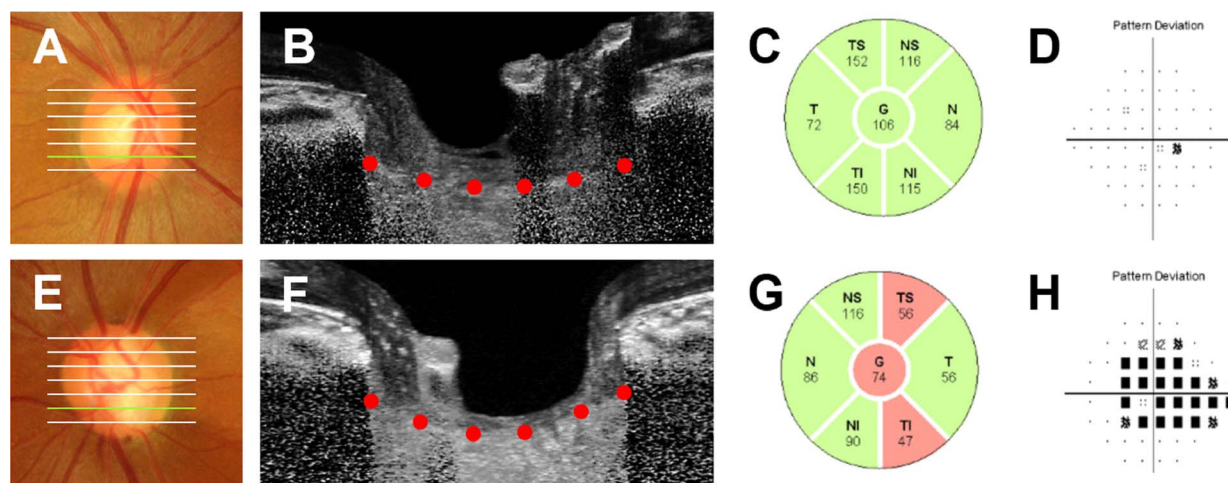 A
B
C
TS
152
NS
116
T
72
G
106
N
84
TI
150
NI
115
D
Pattern Deviation
E
F
G
NS
116
TS
56
N
86
G
74
T
56
NI
90
TI
47
H
Pattern Deviation